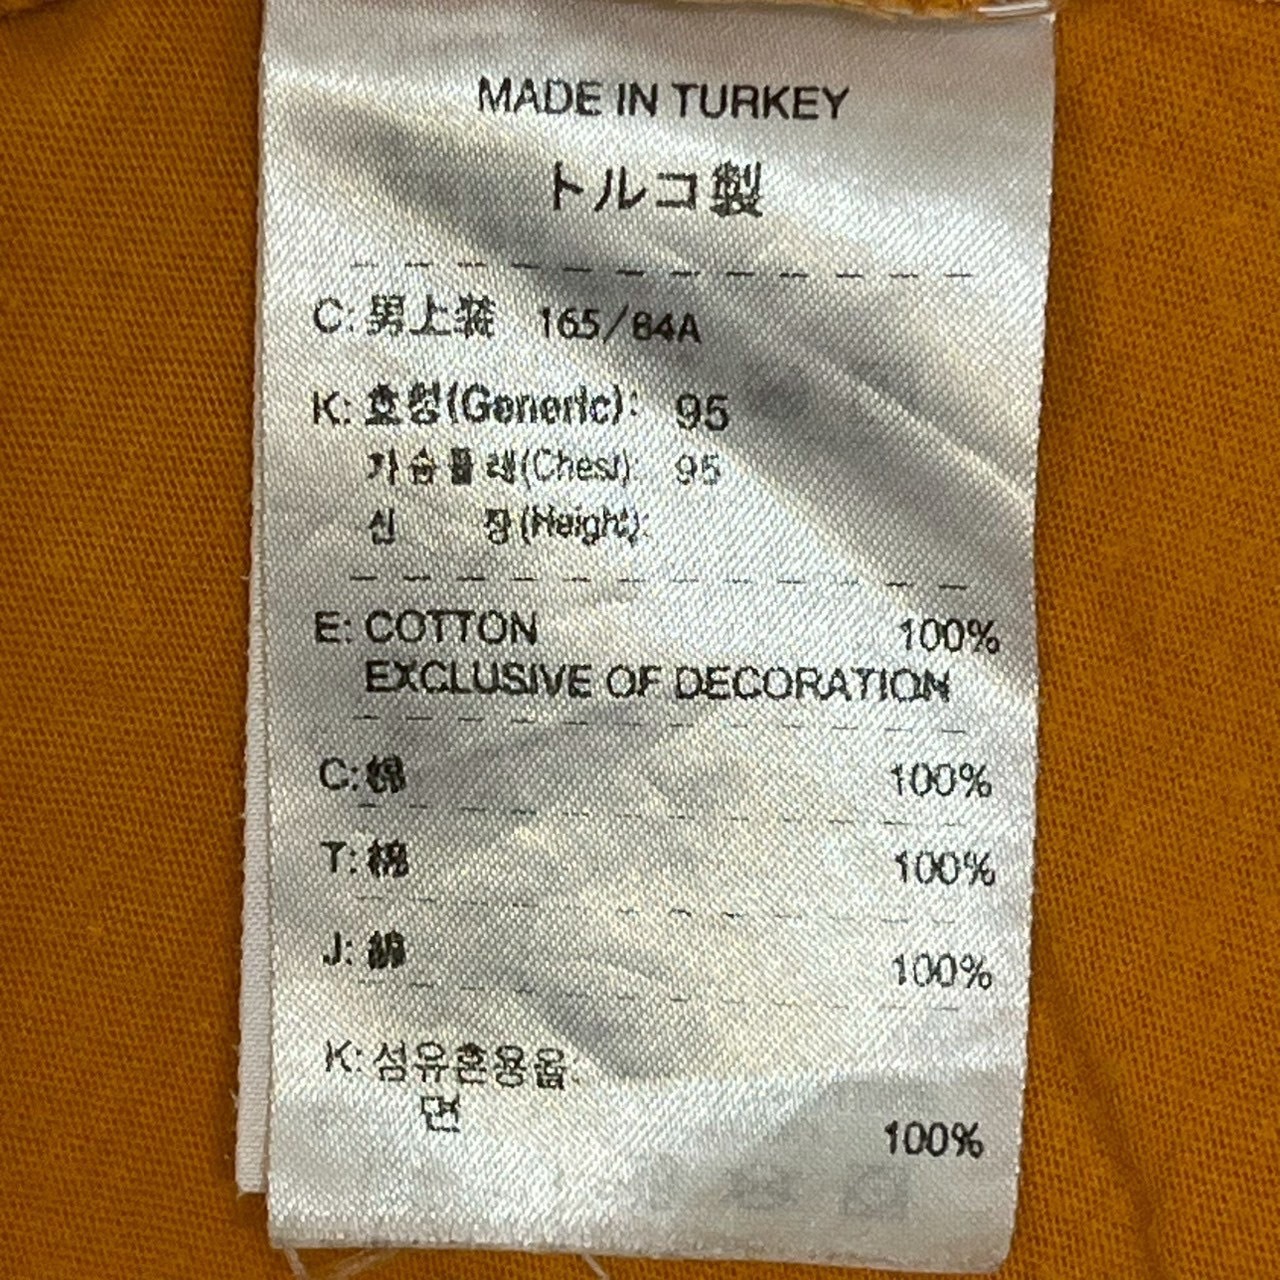 MADE IN TURKEY
トルコ製
C: 男上装 165/84A
K: 호칭(Generic): 95
가슴둘레(Chest): 95
신 장(Height):
E: COTTON 100%
EXCLUSIVE OF DECORATION
C: 棉 100%
T: 棉 100%
J: 綿 100%
K: 섬유혼용율:
면 100%